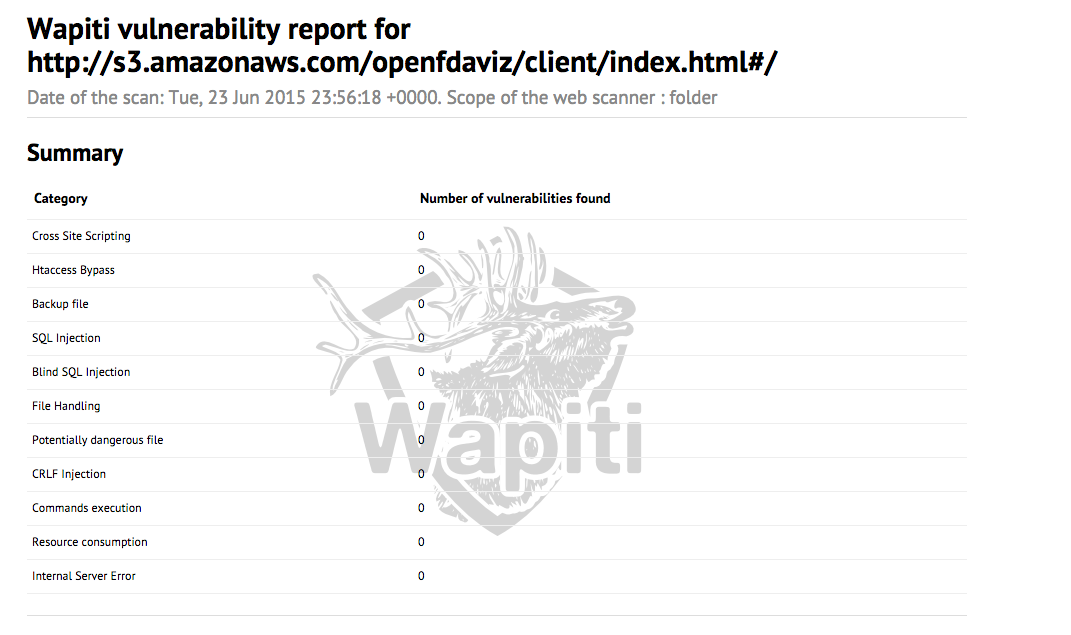 Wapiti vulnerability report for
http://s3.amazonaws.com/openfdaviz/client/index.html#/
Date of the scan: Tue, 23 Jun 2015 23:56:18 +0000. Scope of the web scanner : folder
Summary
Category Number of vulnerabilities found
Cross Site Scripting 0
Htaccess Bypass 0
Backup file 0
SQL Injection 0
Blind SQL Injection 0
File Handling 0
Potentially dangerous file 0
CRLF Injection 0
Commands execution 0
Resource consumption 0
Internal Server Error 0
Wapiti